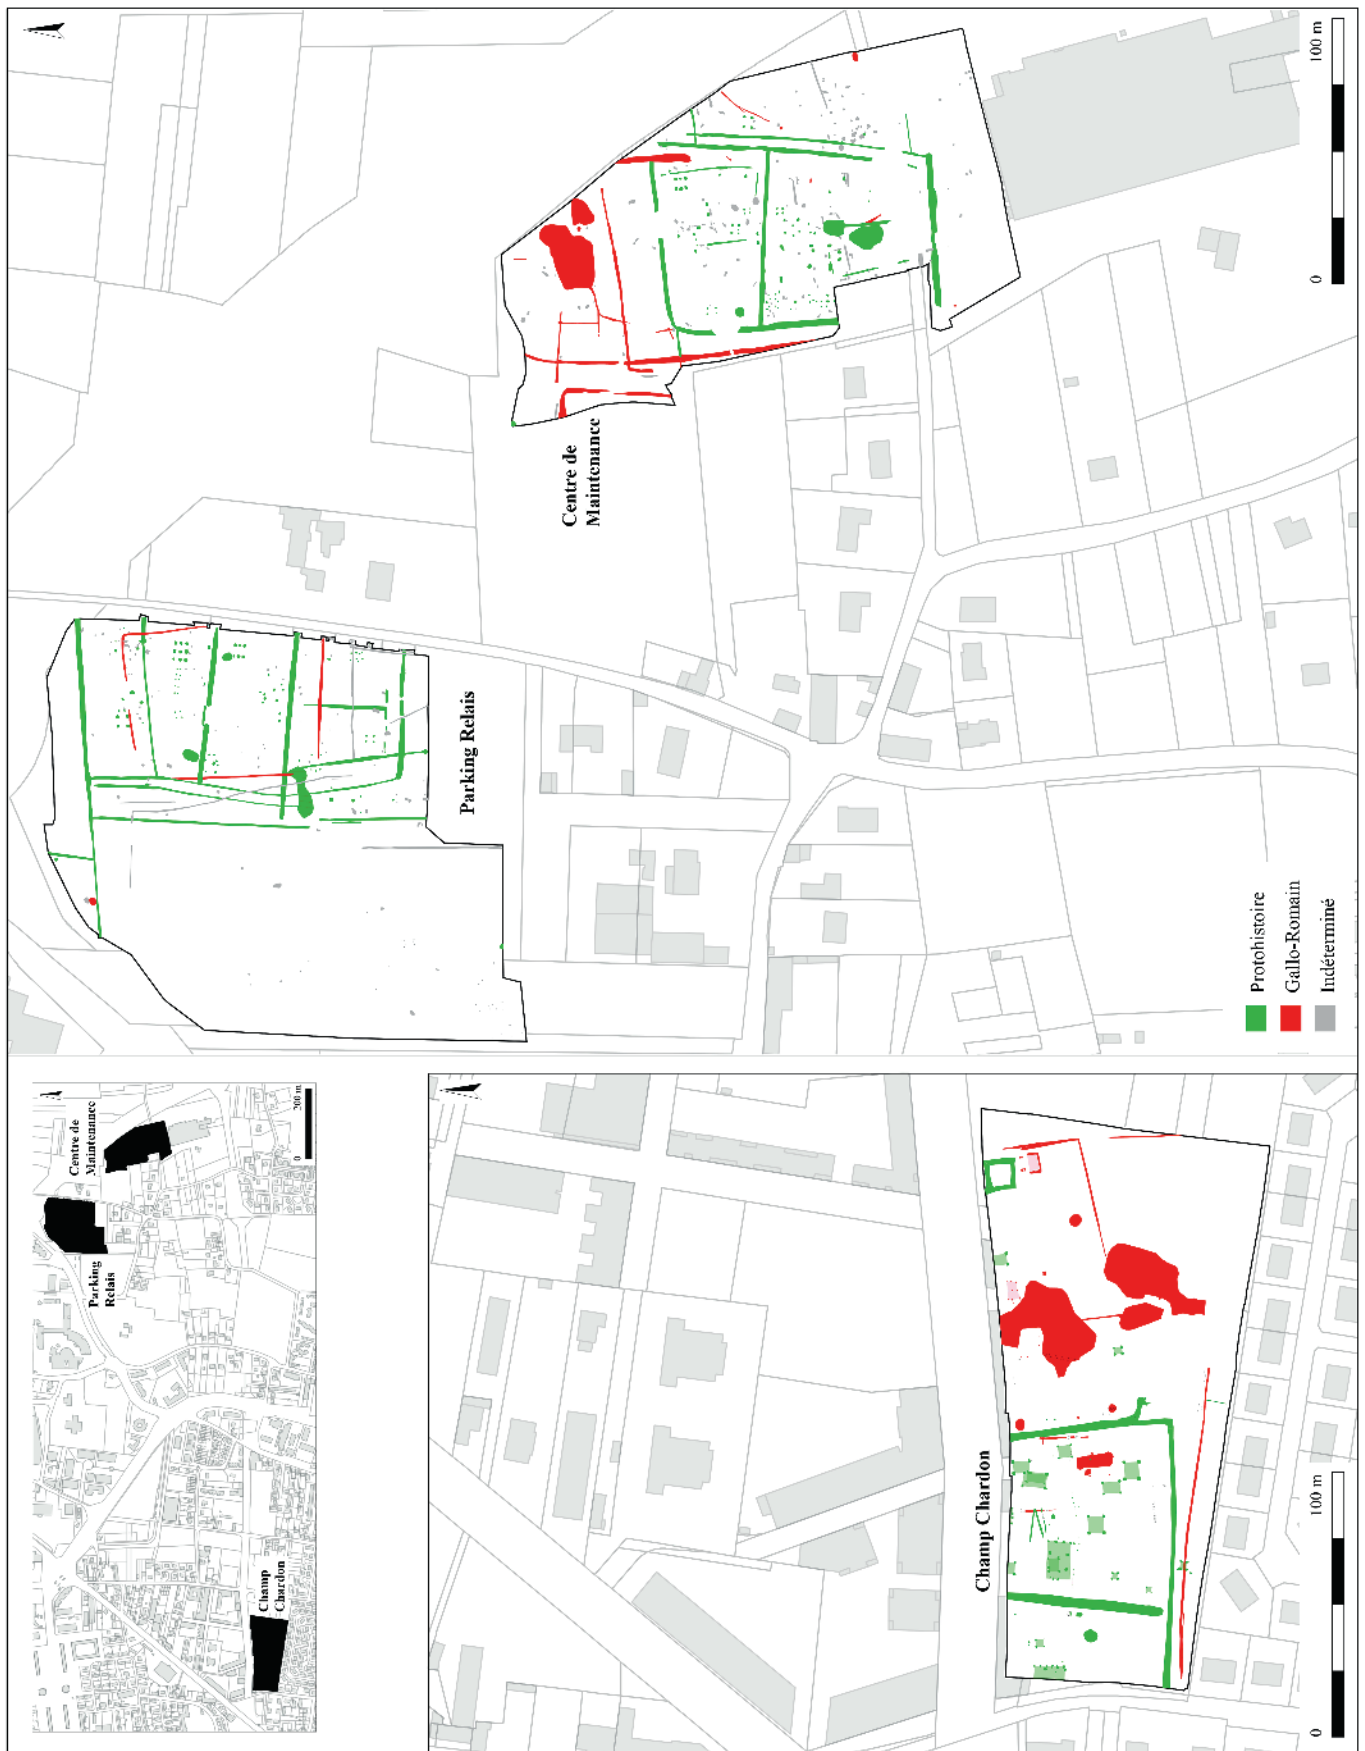 Centre de
Maintenance
Parking
Relais
Champ
Chardon
0
200 m
Champ Chardon
0
100 m
Parking Relais
Centre de
Maintenance
Protohistoire
Gallo-Romain
Indéterminé
0
100 m